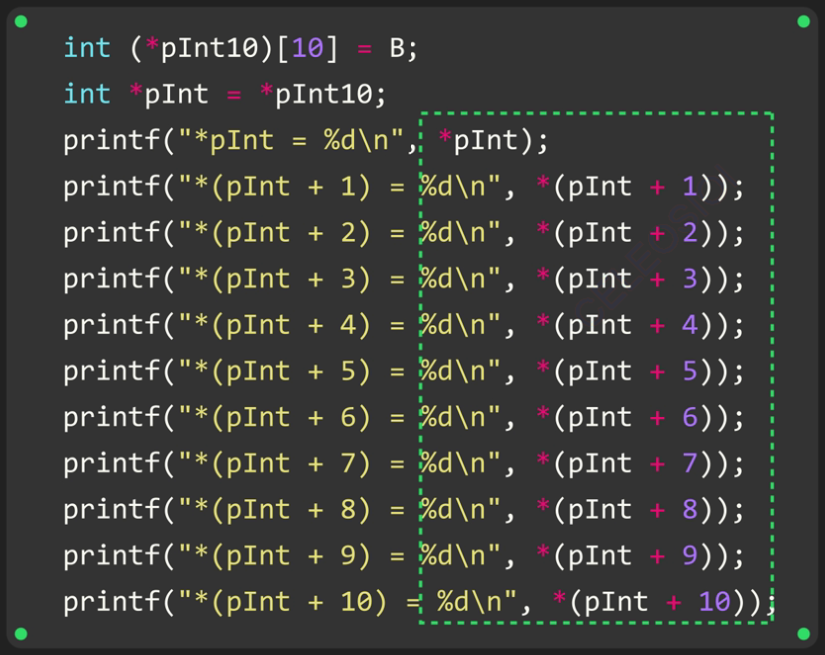 int (*pInt10)[10] = B;
int *pInt = *pInt10;
printf("*pInt = %d\n", *pInt);
printf("*(pInt + 1) = %d\n", *(pInt + 1));
printf("*(pInt + 2) = %d\n", *(pInt + 2));
printf("*(pInt + 3) = %d\n", *(pInt + 3));
printf("*(pInt + 4) = %d\n", *(pInt + 4));
printf("*(pInt + 5) = %d\n", *(pInt + 5));
printf("*(pInt + 6) = %d\n", *(pInt + 6));
printf("*(pInt + 7) = %d\n", *(pInt + 7));
printf("*(pInt + 8) = %d\n", *(pInt + 8));
printf("*(pInt + 9) = %d\n", *(pInt + 9));
printf("*(pInt + 10) = %d\n", *(pInt + 10));